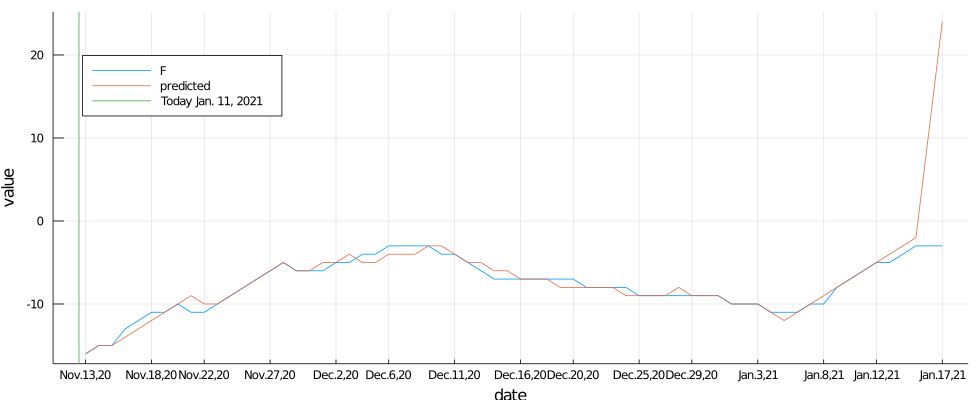 value
20
10
0
-10
F
predicted
Today Jan. 11, 2021
Nov.13,20 Nov.18,20 Nov.22,20 Nov.27,20 Dec.2,20 Dec.6,20 Dec.11,20 Dec.16,20 Dec.20,20 Dec.25,20 Dec.29,20 Jan.3,21 Jan.8,21 Jan.12,21 Jan.17,21
date